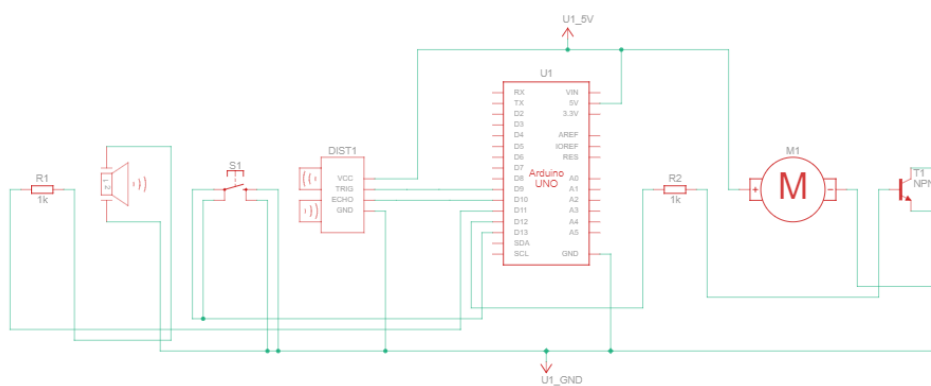 U1_5V
U1
RX
TX
D2
D3
D4
D5
D6
D7
D8
D9
D10
D11
D12
D13
SDA
SCL
VIN
5V
3.3V
AREF
IOREF
RES
A0
A1
A2
A3
A4
A5
GND
Arduino
UNO
R1
1k
S1
DIST1
VCC
TRIG
ECHO
GND
R2
1k
M1
M
T1
NPN
U1_GND